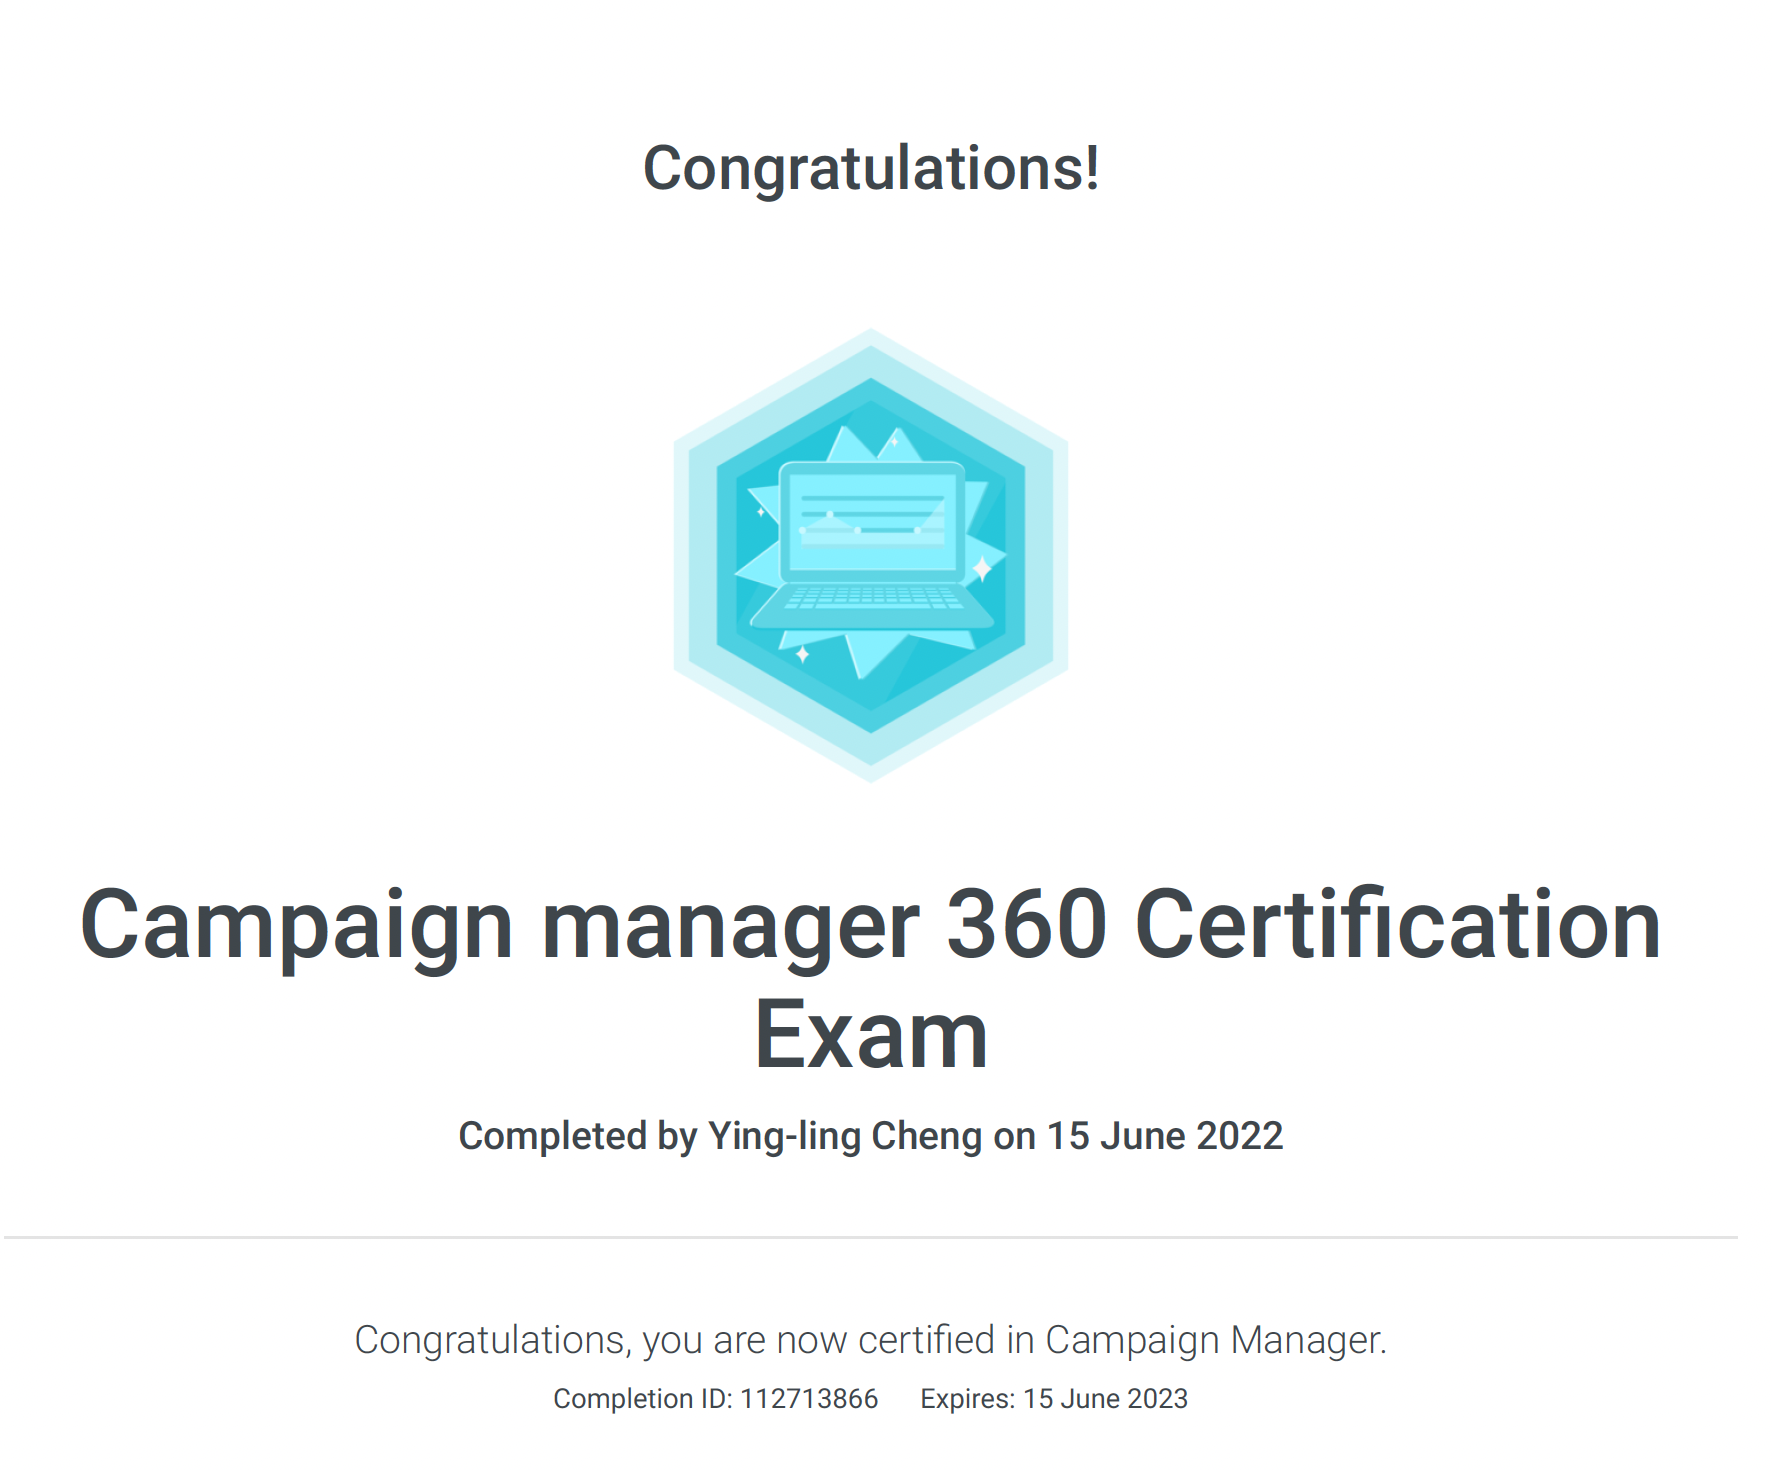 Congratulations!
Campaign manager 360 Certification
Exam
Completed by Ying-ling Cheng on 15 June 2022
Congratulations, you are now certified in Campaign Manager.
Completion ID: 112713866 Expires: 15 June 2023